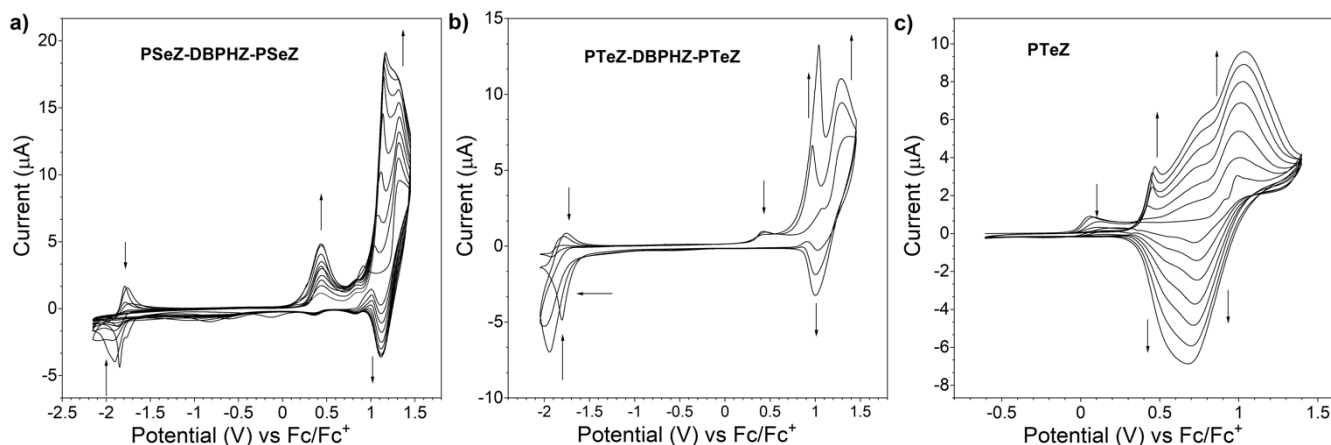 a)
PSeZ-DBPHZ-PSeZ
Current (μA)
20
15
10
5
0
-5
-2.5 -2 -1.5 -1 -0.5 0 0.5 1 1.5
Potential (V) vs Fc/Fc⁺
b)
PTeZ-DBPHZ-PTeZ
Current (μA)
15
10
5
0
-5
10
-2 -1.5 -1 -0.5 0 0.5 1 1.5
Potential (V) vs Fc/Fc⁺
c)
PTeZ
Current (μA)
10
8
6
4
2
0
-2
-4
-6
-8
-0.5 0 0.5 1 1.5
Potential (V) vs Fc/Fc⁺